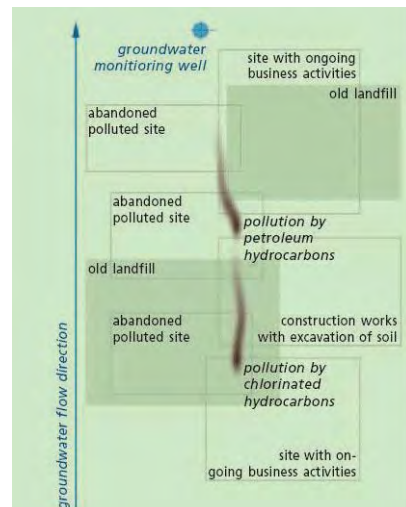 groundwater
monitioring well
site with ongoing
business activities
old landfill
abandoned
polluted site
abandoned
polluted site
pollution by
petroleum
hydrocarbons
old landfill
abandoned
polluted site
construction works
with excavation of soil
pollution by
chlorinated
hydrocarbons
site with on-
going business activities
groundwater flow direction